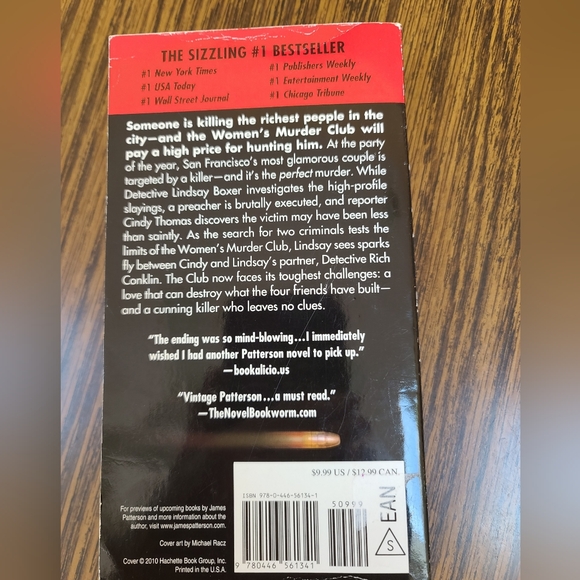 THE SIZZLING #1 BESTSELLER
#1 New York Times
#1 USA Today
#1 Wall Street Journal
#1 Publishers Weekly
#1 Entertainment Weekly
#1 Chicago Tribune
Someone is killing the richest people in the
city—and the Women's Murder Club will
pay a high price for hunting him. At the party
of the year, San Francisco's most glamorous couple is
targeted by a killer—and it's the perfect murder. While
Detective Lindsay Boxer investigates the high-profile
slayings, a preacher is brutally executed, and reporter
Cindy Thomas discovers the victim may have been less
than saintly. As the search for two criminals tests the
limits of the Women's Murder Club, Lindsay sees sparks
fly between Cindy and Lindsay's partner, Detective Rich
Conklin. The Club now faces its toughest challenges: a
love that can destroy what the four friends have built—
and a cunning killer who leaves no clues.
"The ending was so mind-blowing...I immediately
wished I had another Patterson novel to pick up."
—bookalicio.us
"Vintage Patterson...a must read."
—TheNovelBookworm.com
For previews of upcoming books by James
Patterson and more information about the
author, visit www.jamespatterson.com.
Cover art by Michael Racz
Cover © 2010 Hachette Book Group, Inc.
Printed in the U.S.A.
$9.99 US / $12.99 CAN.
ISBN 978-0-446-56134-1
50999
9 780446 561341
EAN
S